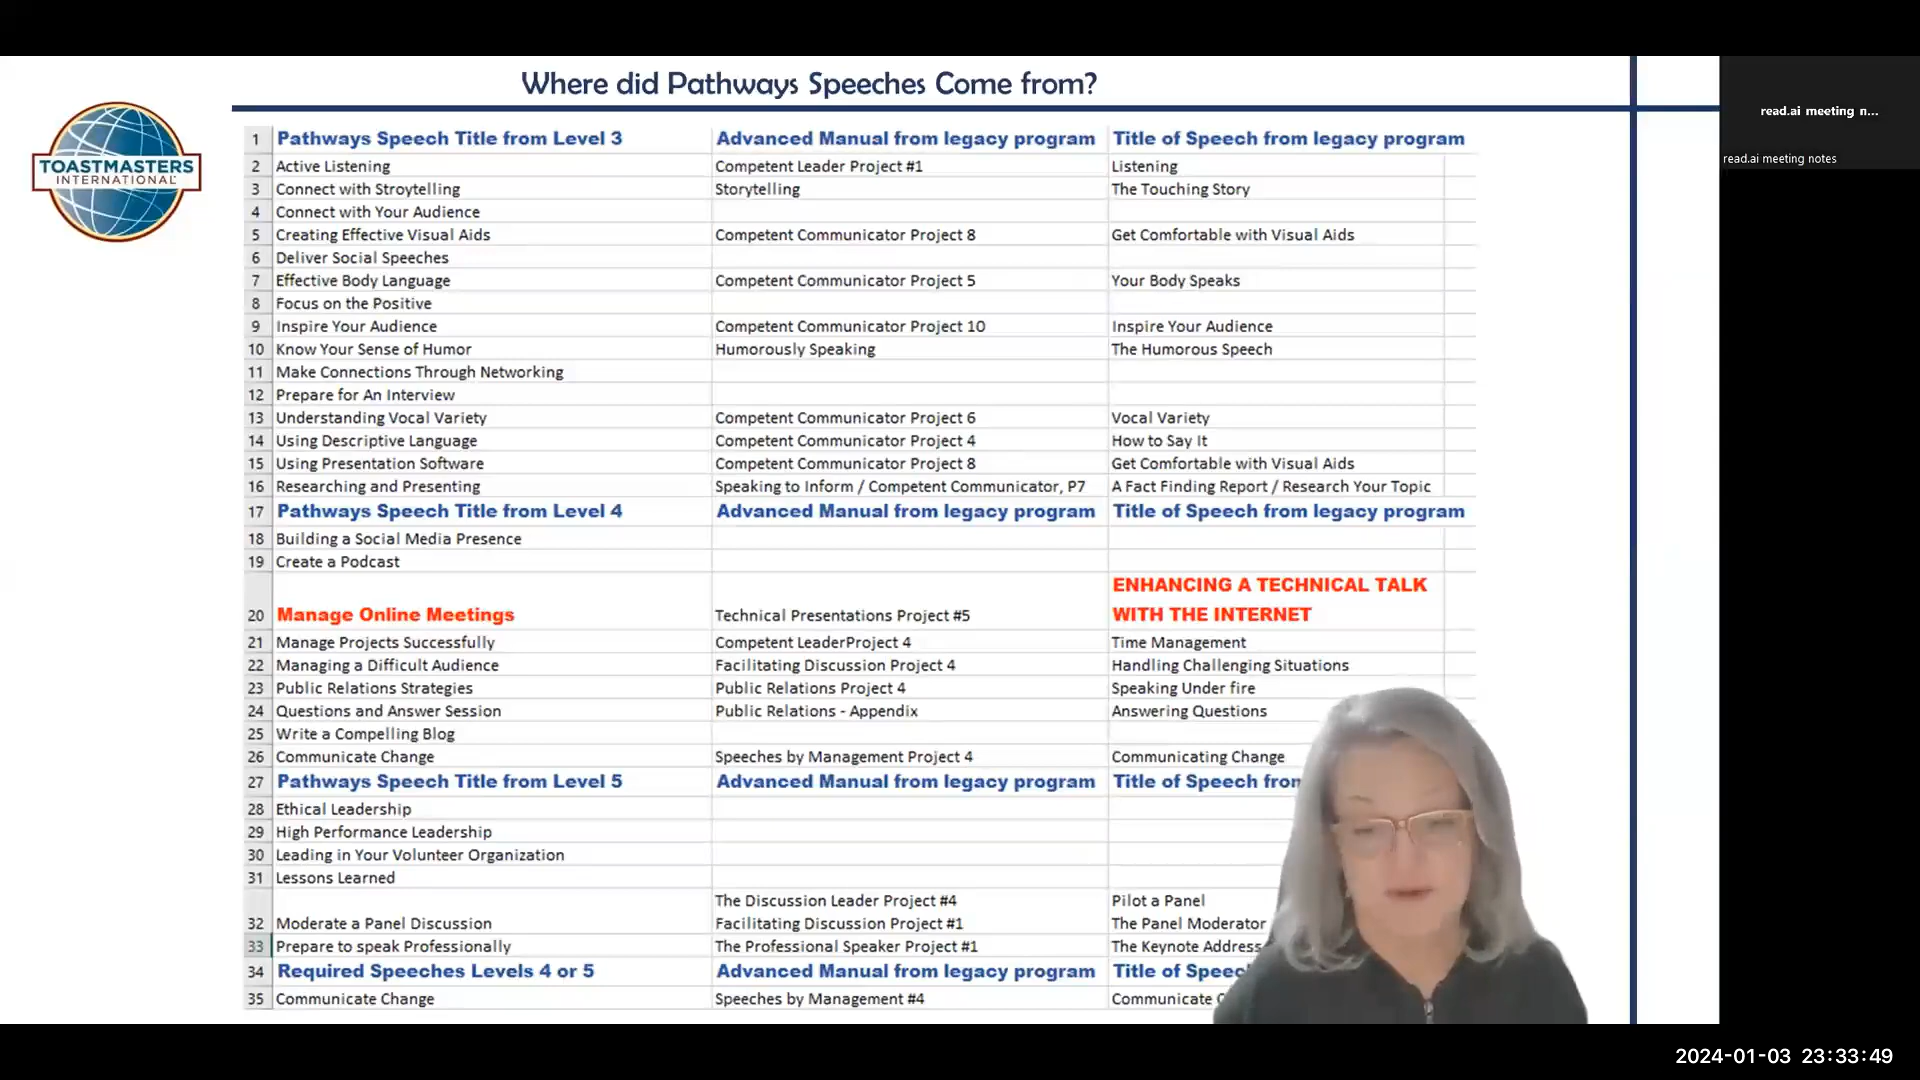 Where did Pathways Speeches Come from?
TOASTMASTERS
INTERNATIONAL
read.ai meeting n...
read.ai meeting notes
1 Pathways Speech Title from Level 3 Advanced Manual from legacy program Title of Speech from legacy program
2 Active Listening Competent Leader Project #1 Listening
3 Connect with Stroytelling Storytelling The Touching Story
4 Connect with Your Audience
5 Creating Effective Visual Aids Competent Communicator Project 8 Get Comfortable with Visual Aids
6 Deliver Social Speeches
7 Effective Body Language Competent Communicator Project 5 Your Body Speaks
8 Focus on the Positive
9 Inspire Your Audience Competent Communicator Project 10 Inspire Your Audience
10 Know Your Sense of Humor Humorously Speaking The Humorous Speech
11 Make Connections Through Networking
12 Prepare for An Interview
13 Understanding Vocal Variety Competent Communicator Project 6 Vocal Variety
14 Using Descriptive Language Competent Communicator Project 4 How to Say It
15 Using Presentation Software Competent Communicator Project 8 Get Comfortable with Visual Aids
16 Researching and Presenting Speaking to Inform / Competent Communicator, P7 A Fact Finding Report / Research Your Topic
17 Pathways Speech Title from Level 4 Advanced Manual from legacy program Title of Speech from legacy program
18 Building a Social Media Presence
19 Create a Podcast
ENHANCING A TECHNICAL TALK
20 Manage Online Meetings Technical Presentations Project #5 WITH THE INTERNET
21 Manage Projects Successfully Competent LeaderProject 4 Time Management
22 Managing a Difficult Audience Facilitating Discussion Project 4 Handling Challenging Situations
23 Public Relations Strategies Public Relations Project 4 Speaking Under fire
24 Questions and Answer Session Public Relations - Appendix Answering Questions
25 Write a Compelling Blog
26 Communicate Change Speeches by Management Project 4 Communicating Change
27 Pathways Speech Title from Level 5 Advanced Manual from legacy program Title of Speech
28 Ethical Leadership
29 High Performance Leadership
30 Leading in Your Volunteer Organization
31 Lessons Learned
The Discussion Leader Project #4 Pilot a Panel
32 Moderate a Panel Discussion Facilitating Discussion Project #1 The Panel Moderator
33 Prepare to speak Professionally The Professional Speaker Project #1 The Keynote Address
34 Required Speeches Levels 4 or 5 Advanced Manual from legacy program Title of
35 Communicate Change Speeches by Management #4 Communicate
2024-01-03 23:33:49